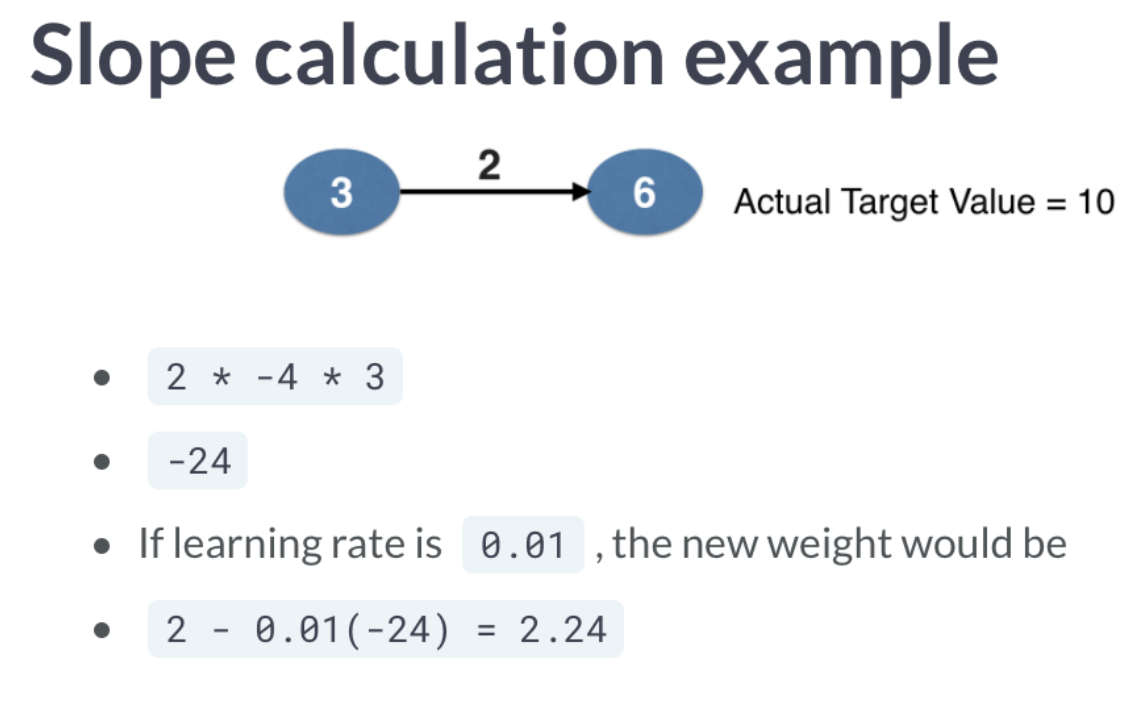 Slope calculation example
2
3
6
Actual Target Value = 10
2 * -4 * 3
-24
If learning rate is 0.01 , the new weight would be
2 - 0.01(-24) = 2.24